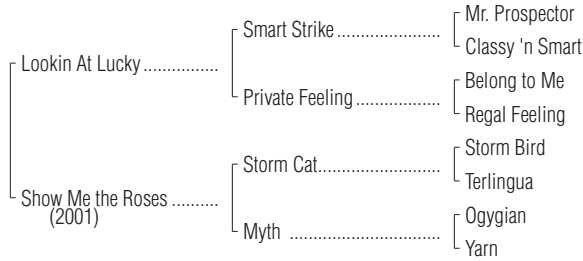 Mr. Prospector
Smart Strike ..................
Classy 'n Smart
Lookin At Lucky ...............
Belong to Me
Private Feeling ...............
Regal Feeling
Storm Bird
Storm Cat......................
Terlingua
Show Me the Roses ..........
(2001)
Ogygian
Myth ............................
Yarn